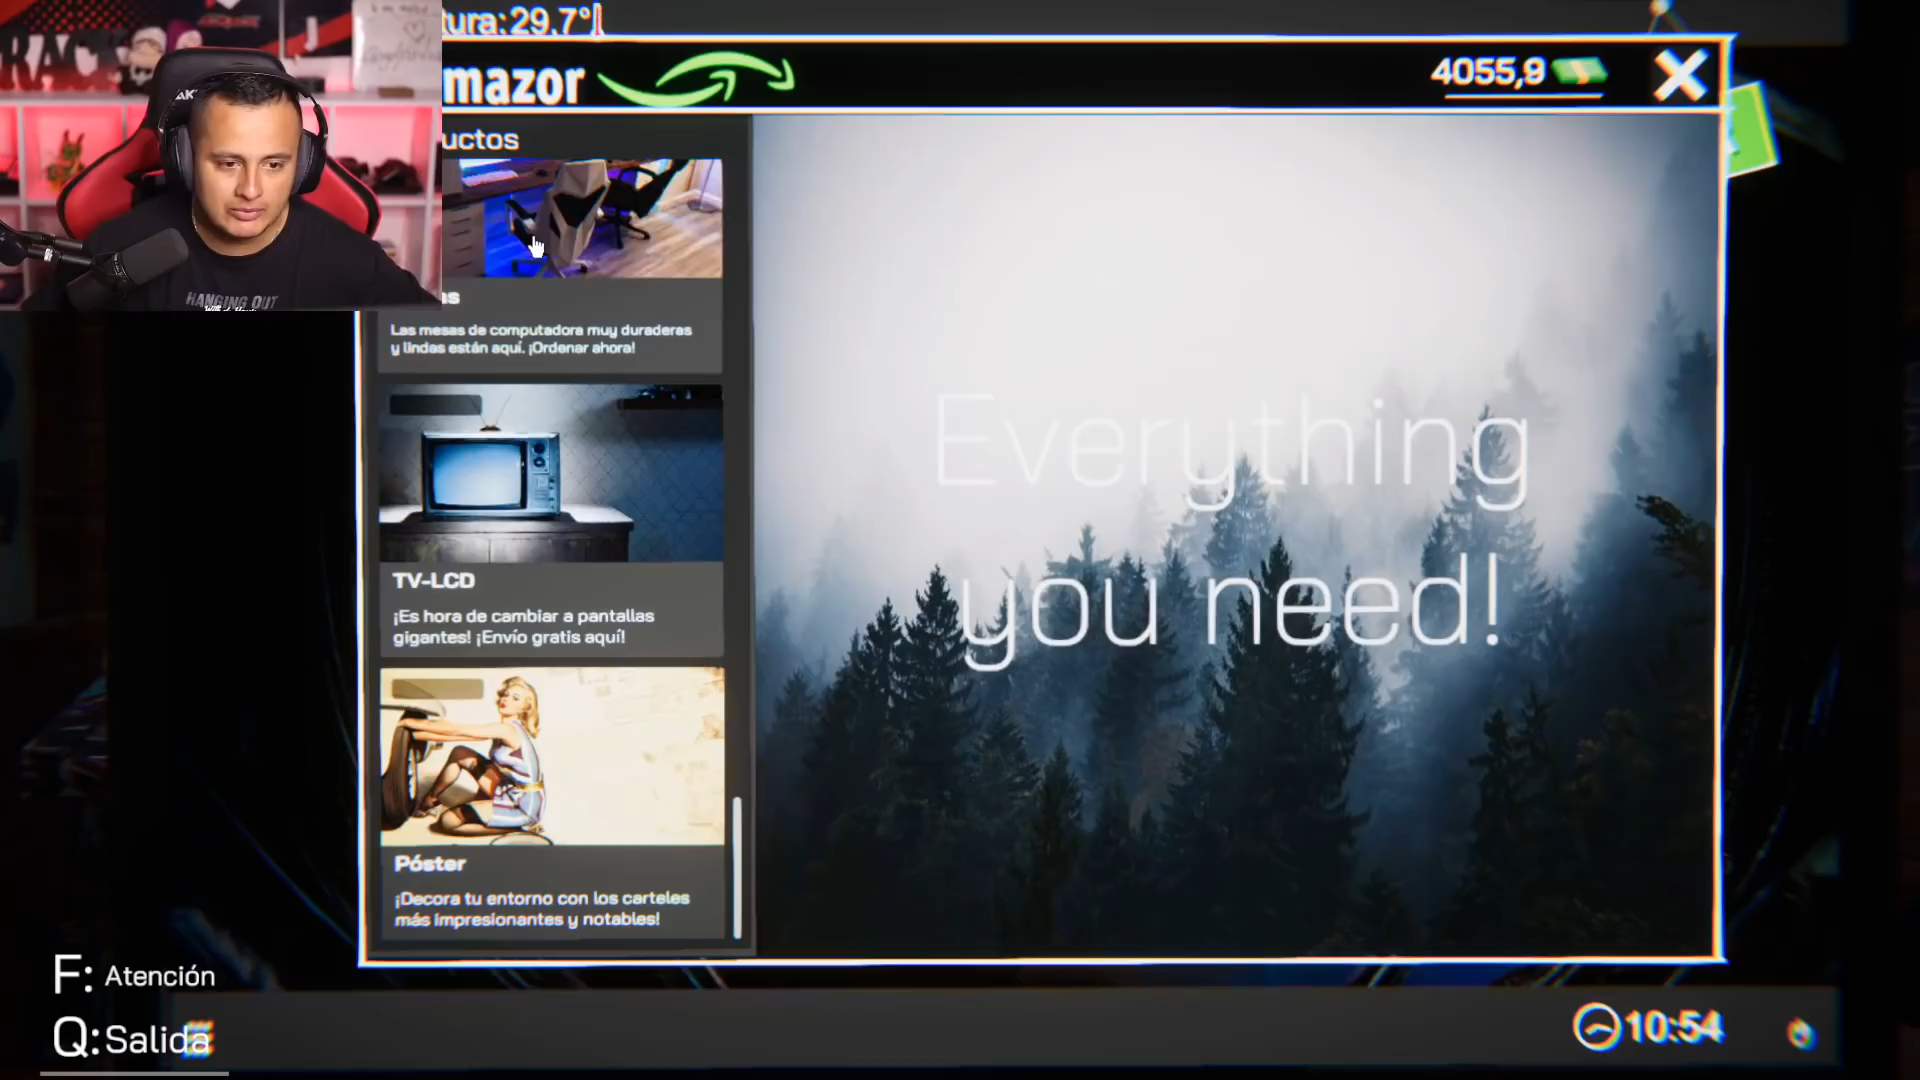 tura: 29,7°
mazor
4055,9
uctos
as
Las mesas de computadora muy duraderas
y lindas están aquí. ¡Ordenar ahora!
TV-LCD
¡Es hora de cambiar a pantallas
gigantes! ¡Envío gratis aquí!
Póster
¡Decora tu entorno con los carteles
más impresionantes y notables!
Everything
you need!
HANGING OUT
F: Atención
Q: Salida
10:54